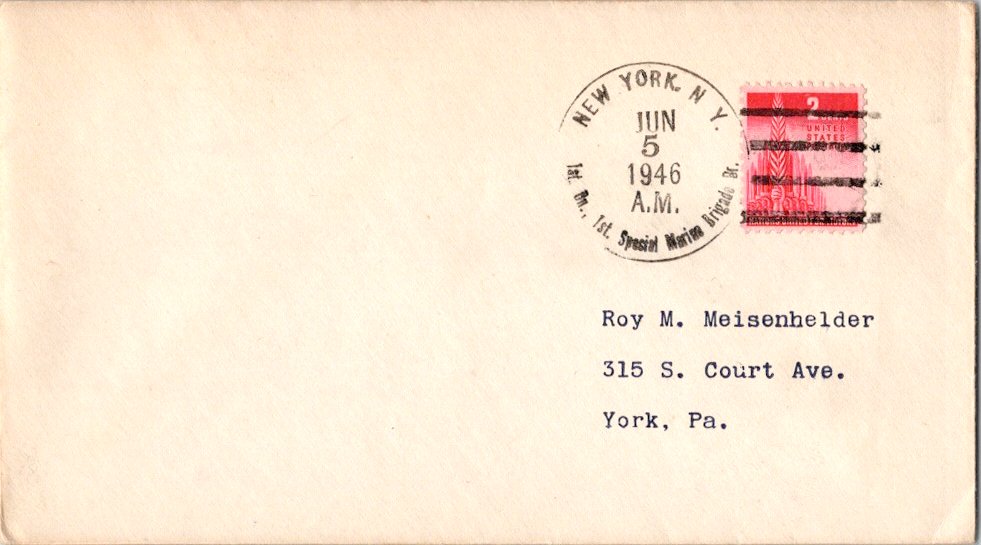 NEW YORK, N. Y.
JUN
5
1946
A.M.
1st. Bn., 1st. Special Marine Brigade Br.
2
UNITED
STATES
Roy M. Meisenhelder
315 S. Court Ave.
York, Pa.